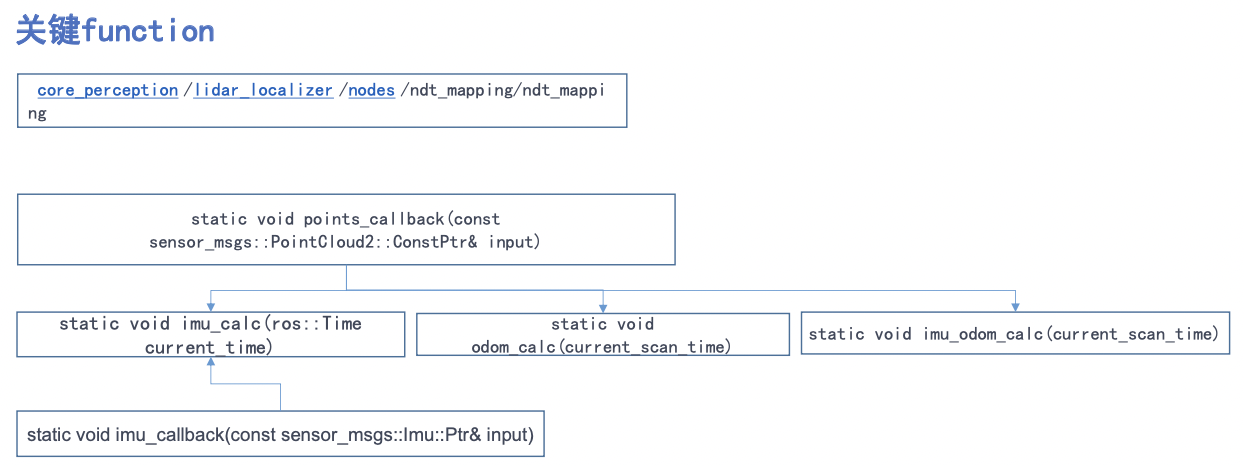 关键function
core_perception /lidar_localizer /nodes /ndt_mapping/ndt_mappi
ng
static void points_callback(const
sensor_msgs::PointCloud2::ConstPtr& input)
static void imu_calc(ros::Time
current_time)
static void
odom_calc(current_scan_time)
static void imu_odom_calc(current_scan_time)
static void imu_callback(const sensor_msgs::Imu::Ptr& input)